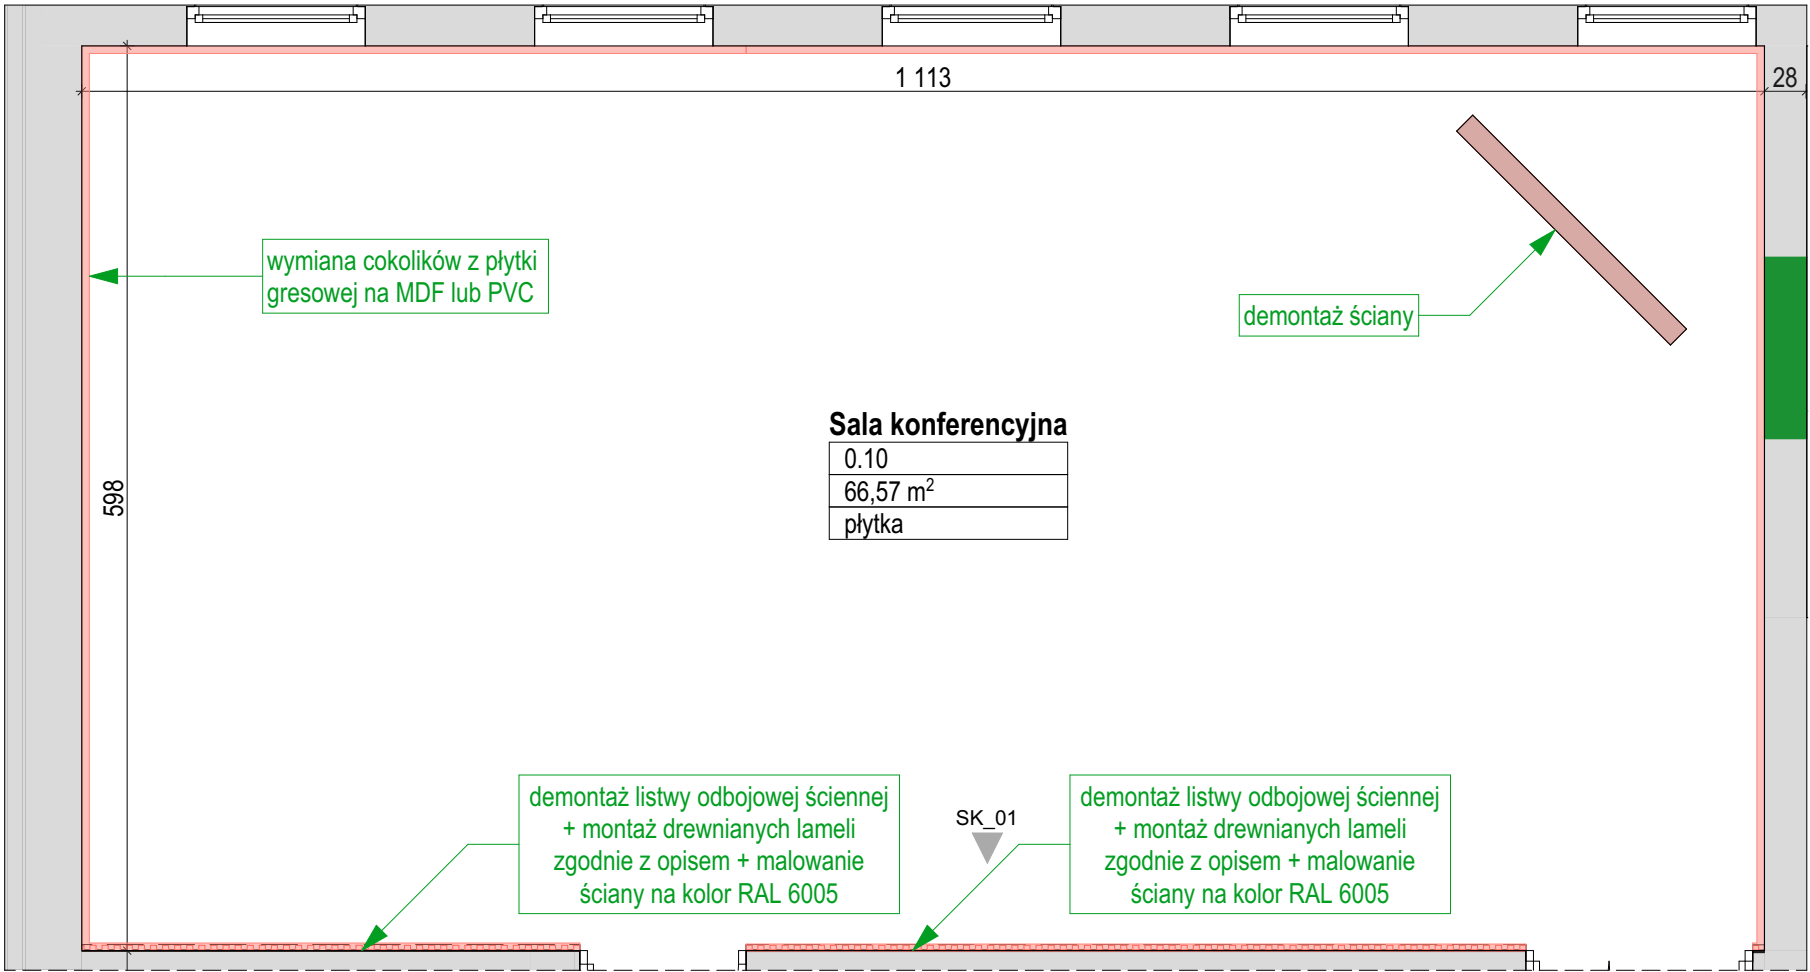 1 113
28
wymiana cokolików z płytki
gresowej na MDF lub PVC
demontaż ściany
Sala konferencyjna
0.10
66,57 m²
płytka
598
demontaż listwy odbojowej ściennej
+ montaż drewnianych lameli
zgodnie z opisem + malowanie
ściany na kolor RAL 6005
SK_01
demontaż listwy odbojowej ściennej
+ montaż drewnianych lameli
zgodnie z opisem + malowanie
ściany na kolor RAL 6005